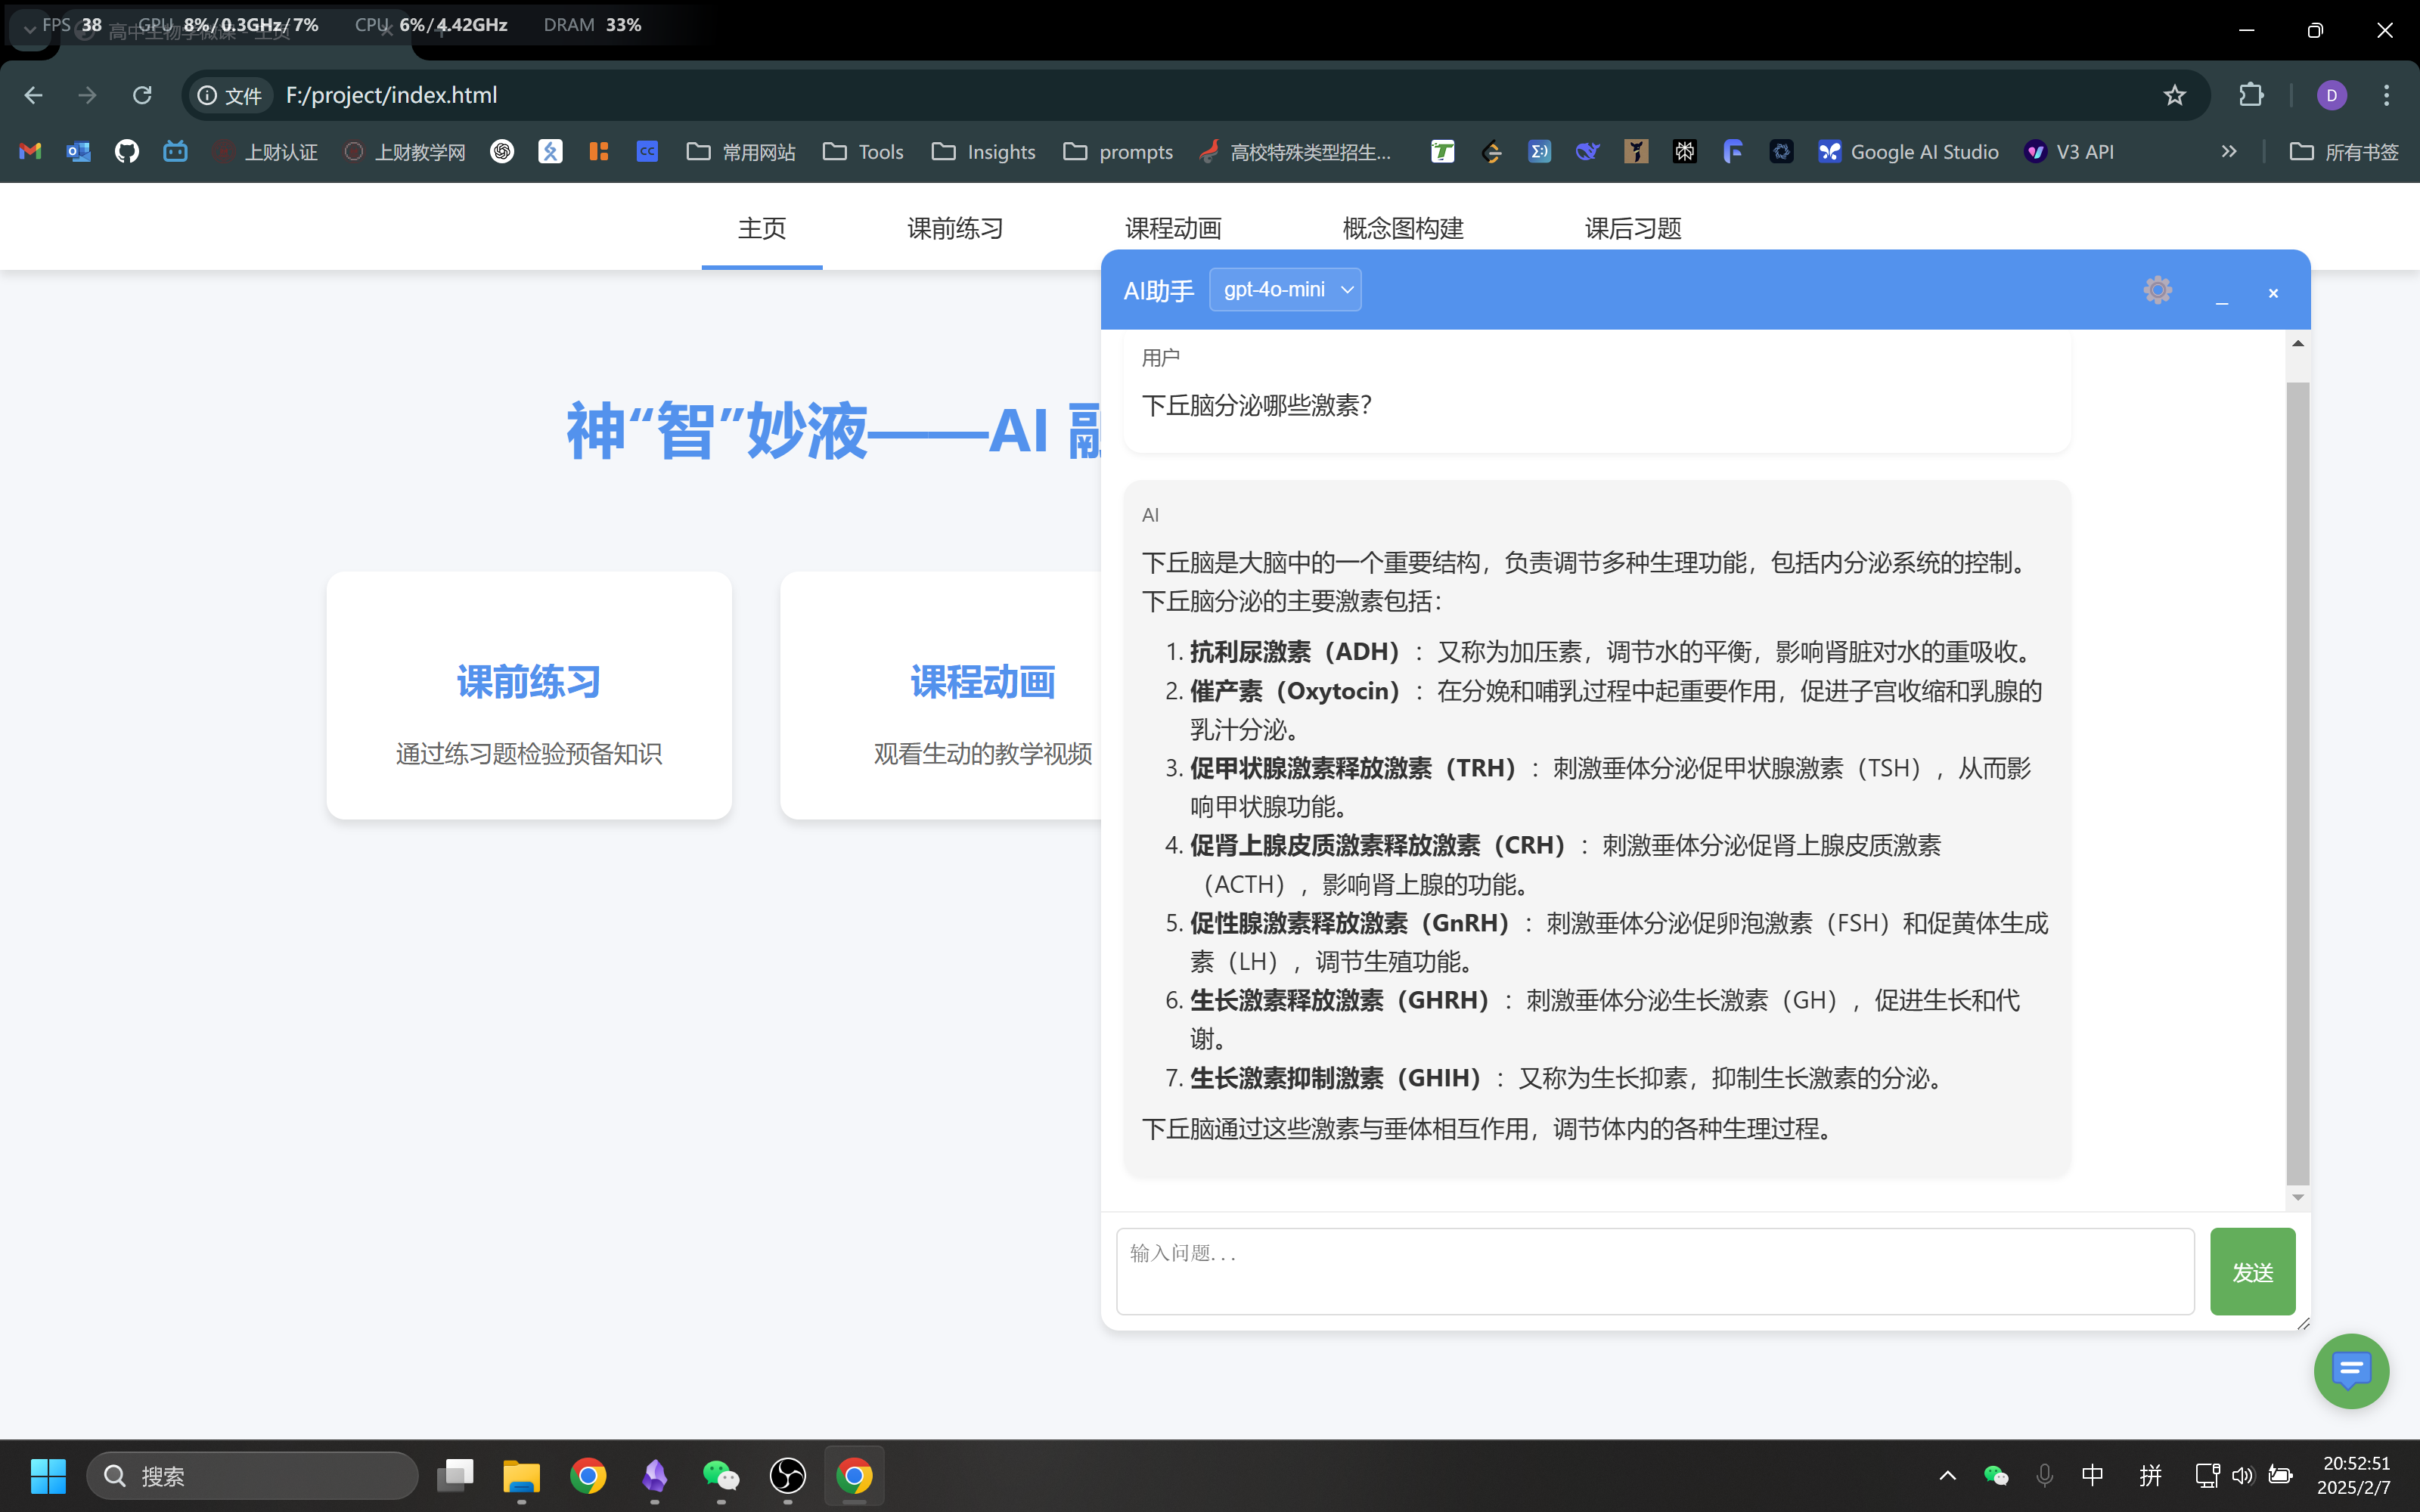 FPS 38 GPU 8%/0.3GHz/7% CPU 6%/4.42GHz DRAM 33%
高中生物学微课 - 主页
文件 F:/project/index.html
D
上财认证 上财教学网 CC 常用网站 Tools Insights prompts 高校特殊类型招生... Google AI Studio V3 API 所有书签
主页 课前练习 课程动画 概念图构建 课后习题
AI助手 gpt-4o-mini
神“智”妙液——AI
课前练习
通过练习题检验预备知识
课程动画
观看生动的教学视频
用户
下丘脑分泌哪些激素？
AI
下丘脑是大脑中的一个重要结构，负责调节多种生理功能，包括内分泌系统的控制。
下丘脑分泌的主要激素包括：
1. 抗利尿激素（ADH）：又称为加压素，调节水的平衡，影响肾脏对水的重吸收。
2. 催产素（Oxytocin）：在分娩和哺乳过程中起重要作用，促进子宫收缩和乳腺的
乳汁分泌。
3. 促甲状腺激素释放激素（TRH）：刺激垂体分泌促甲状腺激素（TSH），从而影
响甲状腺功能。
4. 促肾上腺皮质激素释放激素（CRH）：刺激垂体分泌促肾上腺皮质激素
（ACTH），影响肾上腺的功能。
5. 促性腺激素释放激素（GnRH）：刺激垂体分泌促卵泡激素（FSH）和促黄体生成
素（LH），调节生殖功能。
6. 生长激素释放激素（GHRH）：刺激垂体分泌生长激素（GH），促进生长和代
谢。
7. 生长激素抑制激素（GHIH）：又称为生长抑素，抑制生长激素的分泌。
下丘脑通过这些激素与垂体相互作用，调节体内的各种生理过程。
输入问题...
发送
搜索
中 拼
20:52:51
2025/2/7